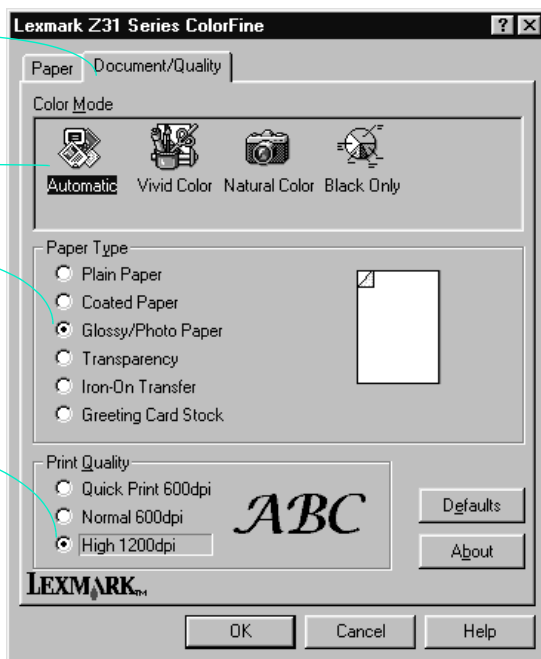 Lexmark Z31 Series ColorFine
Paper Document/Quality
Color Mode
Automatic Vivid Color Natural Color Black Only
Paper Type
Plain Paper
Coated Paper
Glossy/Photo Paper
Transparency
Iron-On Transfer
Greeting Card Stock
Print Quality
Quick Print 600dpi
Normal 600dpi
High 1200dpi
ABC
Defaults
About
LEXMARK™
OK Cancel Help